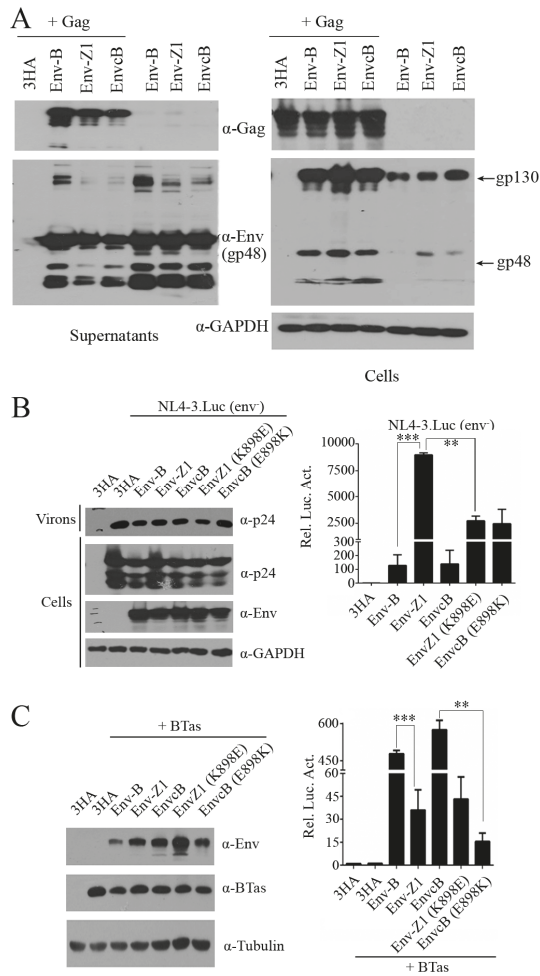 A
+ Gag
+ Gag
3HA
Env-B
Env-Z1
EnvcB
Env-B
Env-Z1
EnvcB
3HA
Env-B
Env-Z1
EnvcB
Env-B
Env-Z1
EnvcB
α-Gag
gp130
α-Env
(gp48)
gp48
α-GAPDH
Supernatants
Cells
B
NL4-3.Luc (env-)
3HA
3HA
Env-B
Env-Z1
EnvcB
EnvZ1 (K898E)
EnvcB (E898K)
Virons
α-p24
Cells
α-p24
α-Env
α-GAPDH
NL4-3.Luc (env-)
***
**
Rel. Luc. Act.
10000
7500
5000
2500
300
200
100
0
3HA
Env-B
Env-Z1
EnvcB
EnvZ1 (K898E)
EnvcB (E898K)
C
+ BTas
3HA
3HA
Env-B
Env-Z1
EnvcB
EnvZ1 (K898E)
EnvcB (E898K)
α-Env
α-BTas
α-Tubulin
***
**
Rel. Luc. Act.
600
450
60
45
30
15
0
3HA
3HA
Env-B
Env-Z1
EnvcB
Env-Z1 (K898E)
EnvcB (E898K)
+ BTas